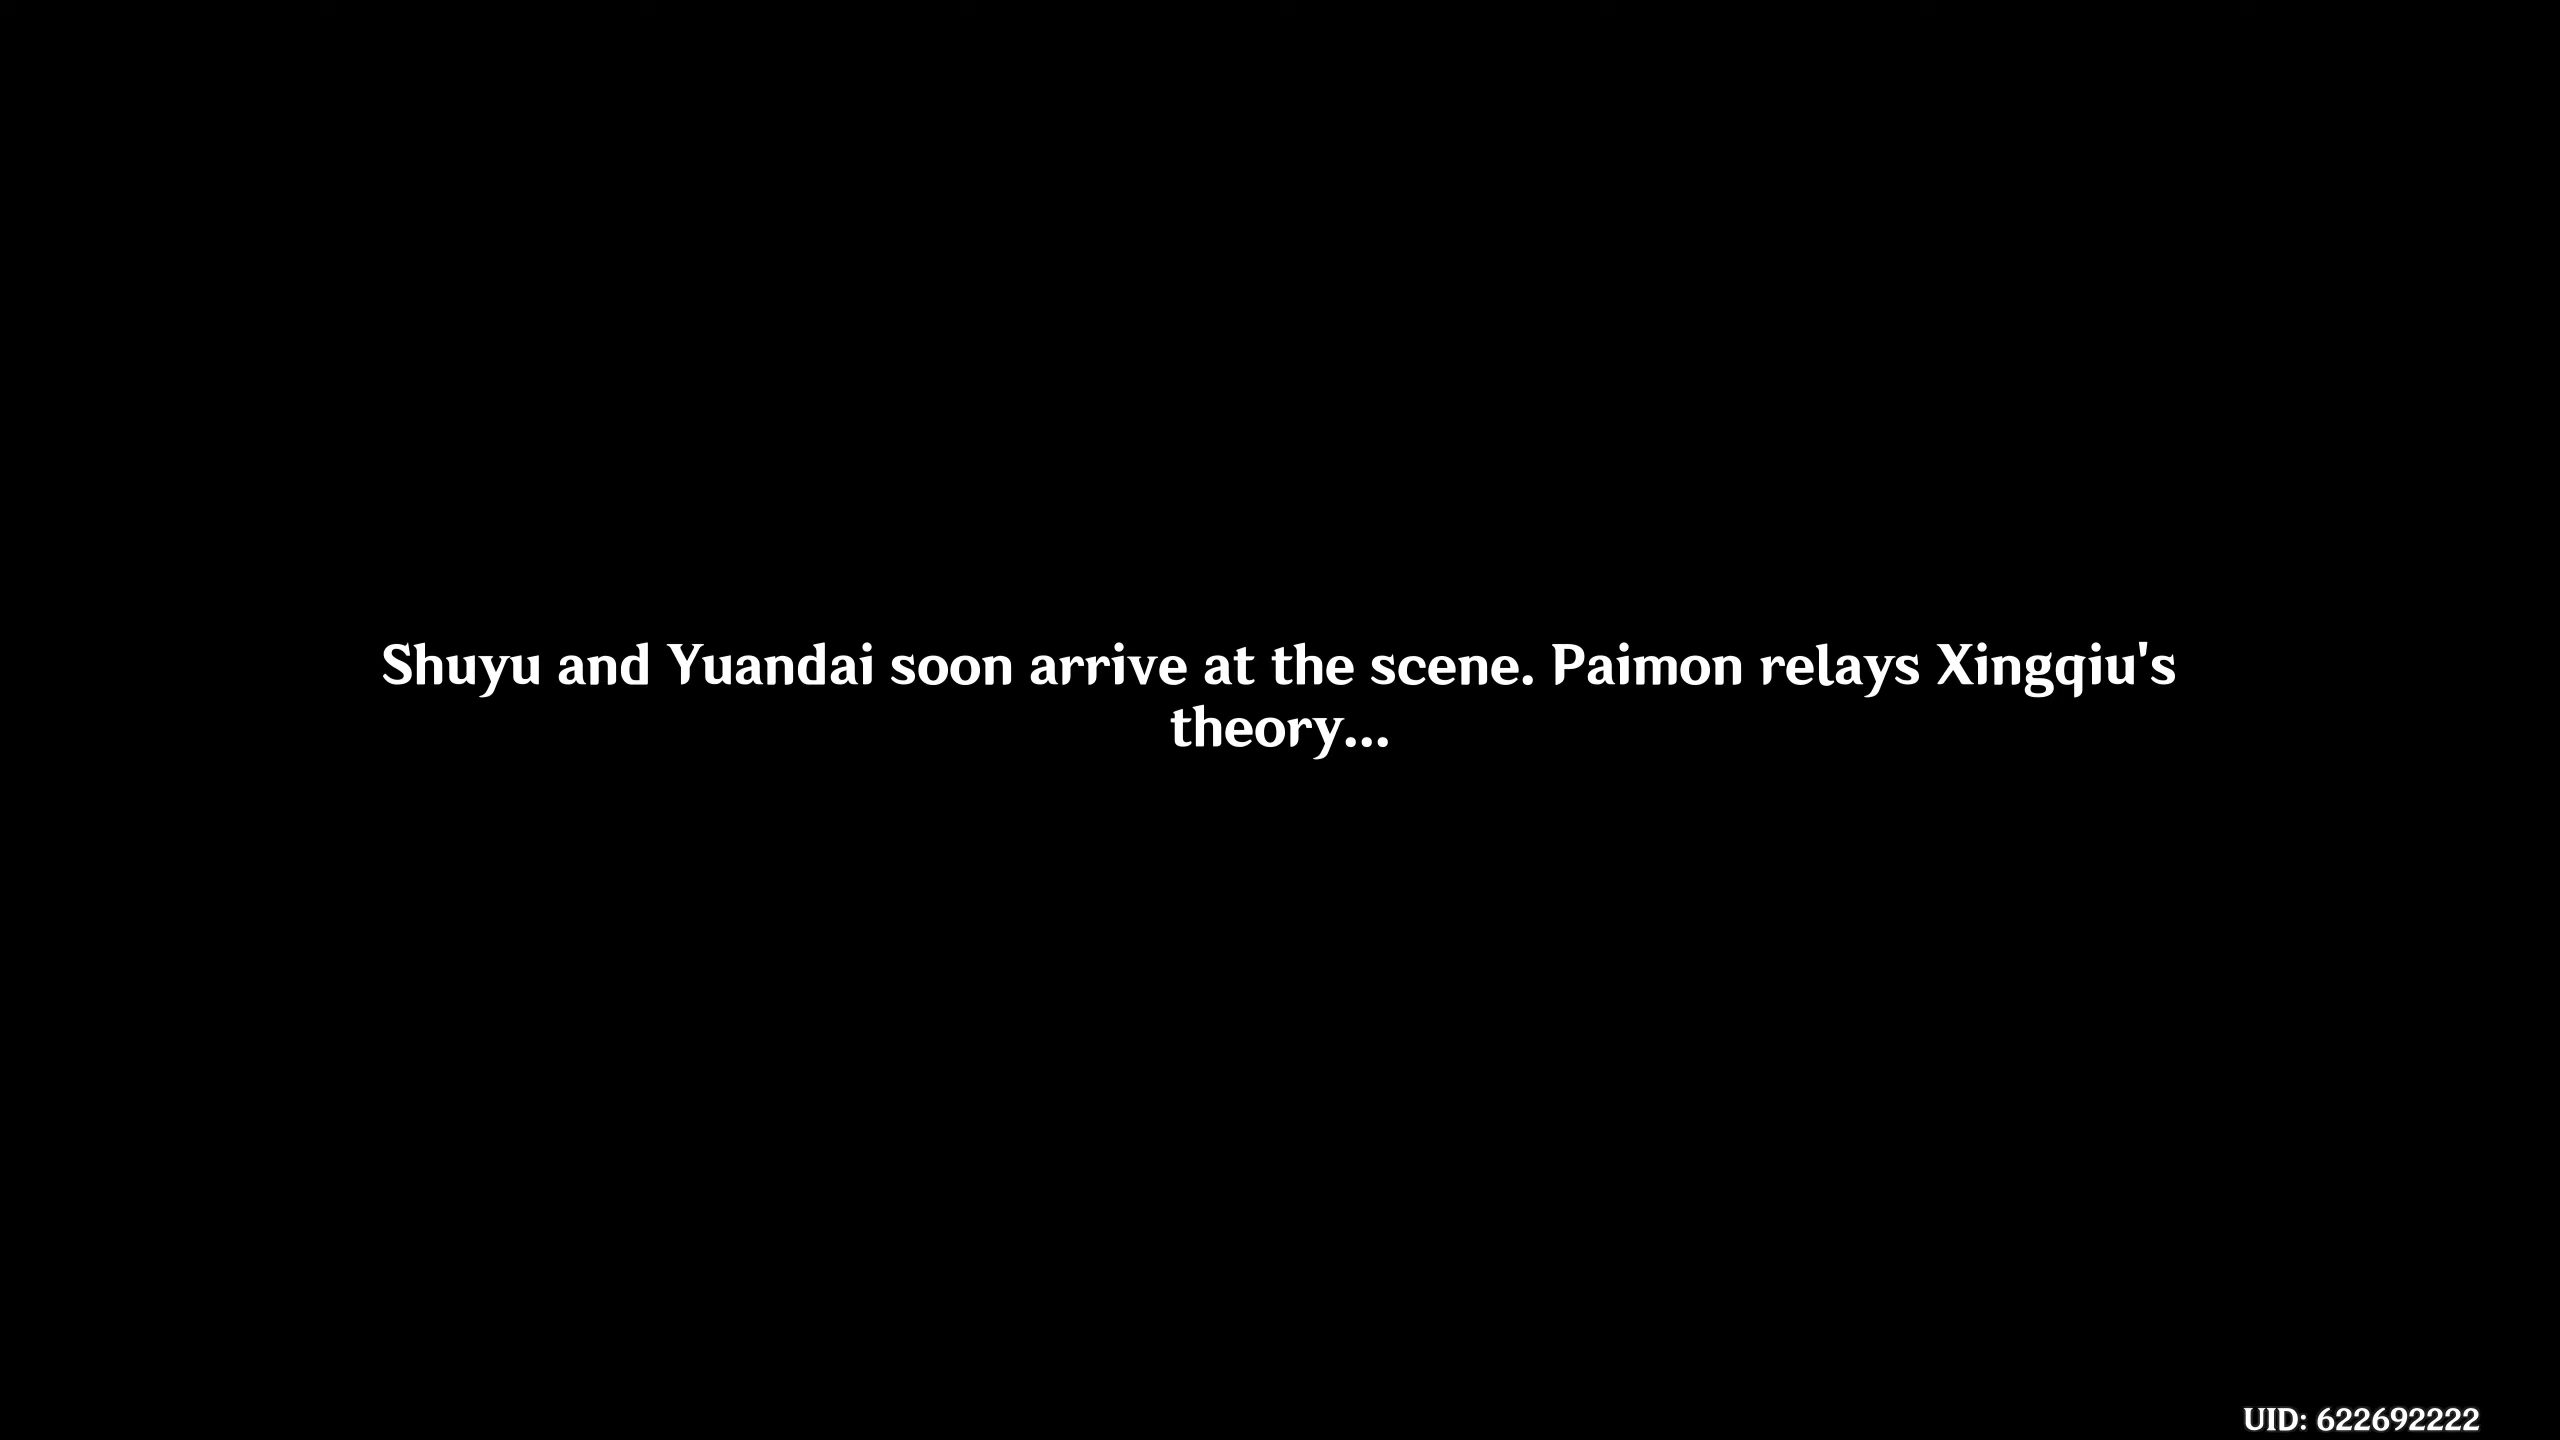 Shuyu and Yuandai soon arrive at the scene. Paimon relays Xingqiu's
theory...
UID: 622692222